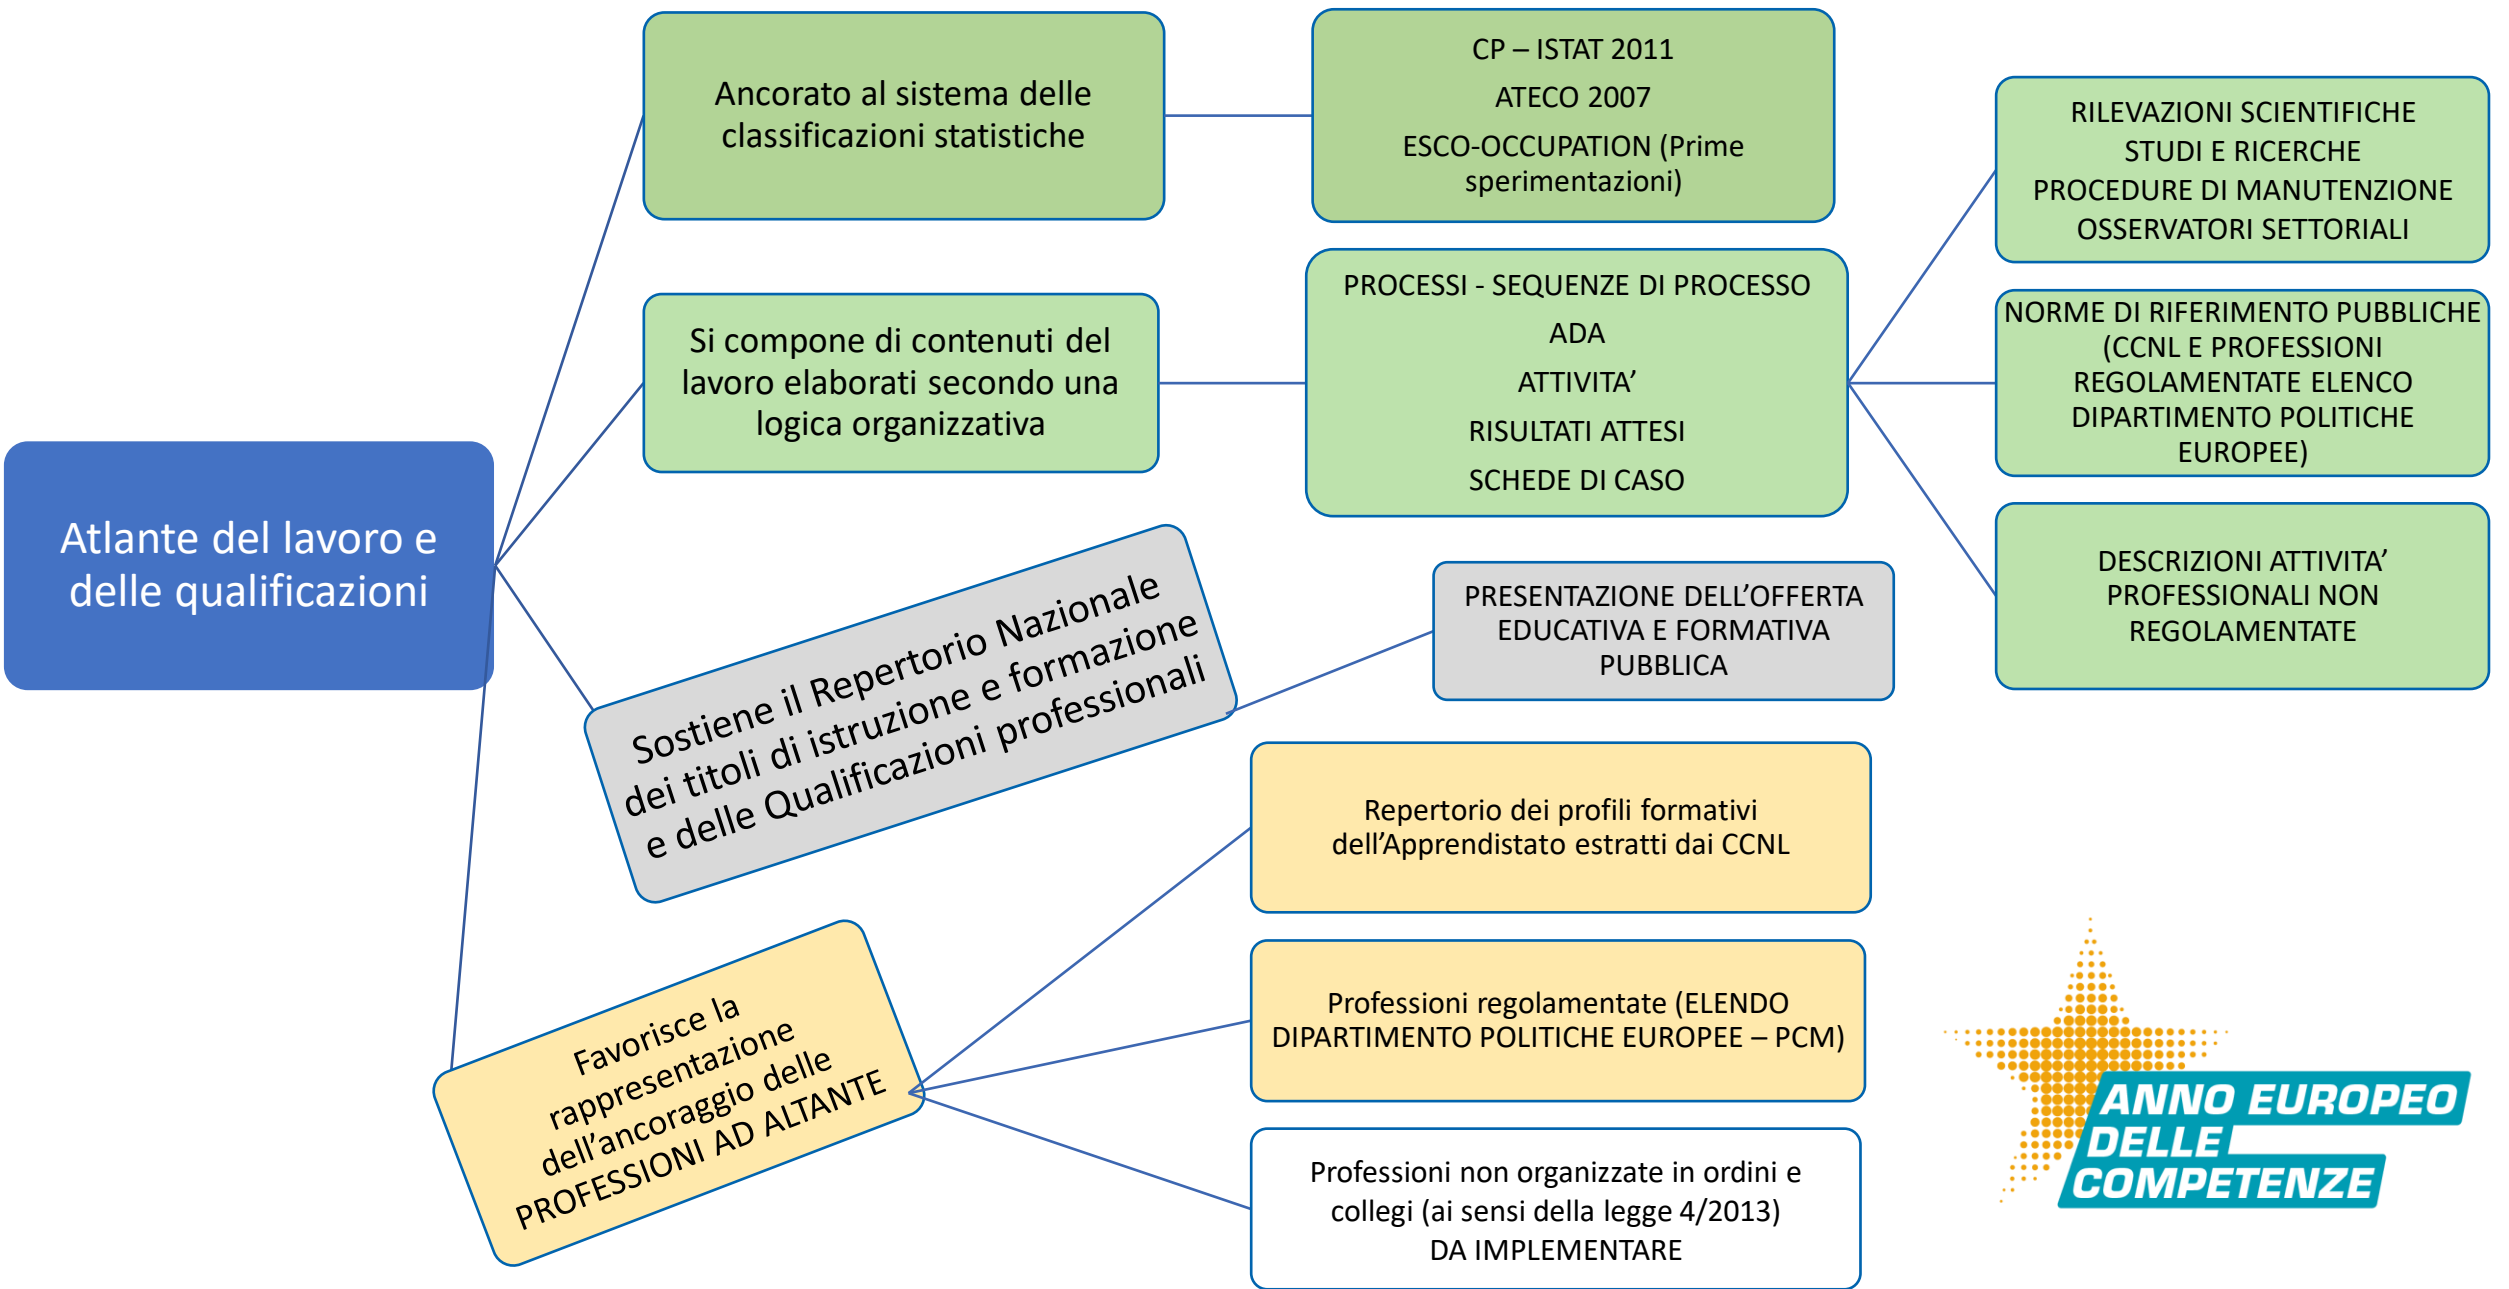 Atlante del lavoro e
delle qualificazioni
Ancorato al sistema delle
classificazioni statistiche
CP – ISTAT 2011
ATECO 2007
ESCO-OCCUPATION (Prime
sperimentazioni)
Si compone di contenuti del
lavoro elaborati secondo una
logica organizzativa
PROCESSI - SEQUENZE DI PROCESSO
ADA
ATTIVITA’
RISULTATI ATTESI
SCHEDE DI CASO
RILEVAZIONI SCIENTIFICHE
STUDI E RICERCHE
PROCEDURE DI MANUTENZIONE
OSSERVATORI SETTORIALI
NORME DI RIFERIMENTO PUBBLICHE
(CCNL E PROFESSIONI
REGOLAMENTATE ELENCO
DIPARTIMENTO POLITICHE
EUROPEE)
DESCRIZIONI ATTIVITA’
PROFESSIONALI NON
REGOLAMENTATE
Sostiene il Repertorio Nazionale
dei titoli di istruzione e formazione
e delle Qualificazioni professionali
PRESENTAZIONE DELL’OFFERTA
EDUCATIVA E FORMATIVA
PUBBLICA
Favorisce la
rappresentazione
dell’ancoraggio delle
PROFESSIONI AD ALTANTE
Repertorio dei profili formativi
dell’Apprendistato estratti dai CCNL
Professioni regolamentate (ELENDO
DIPARTIMENTO POLITICHE EUROPEE – PCM)
Professioni non organizzate in ordini e
collegi (ai sensi della legge 4/2013)
DA IMPLEMENTARE
ANNO EUROPEO
DELLE
COMPETENZE